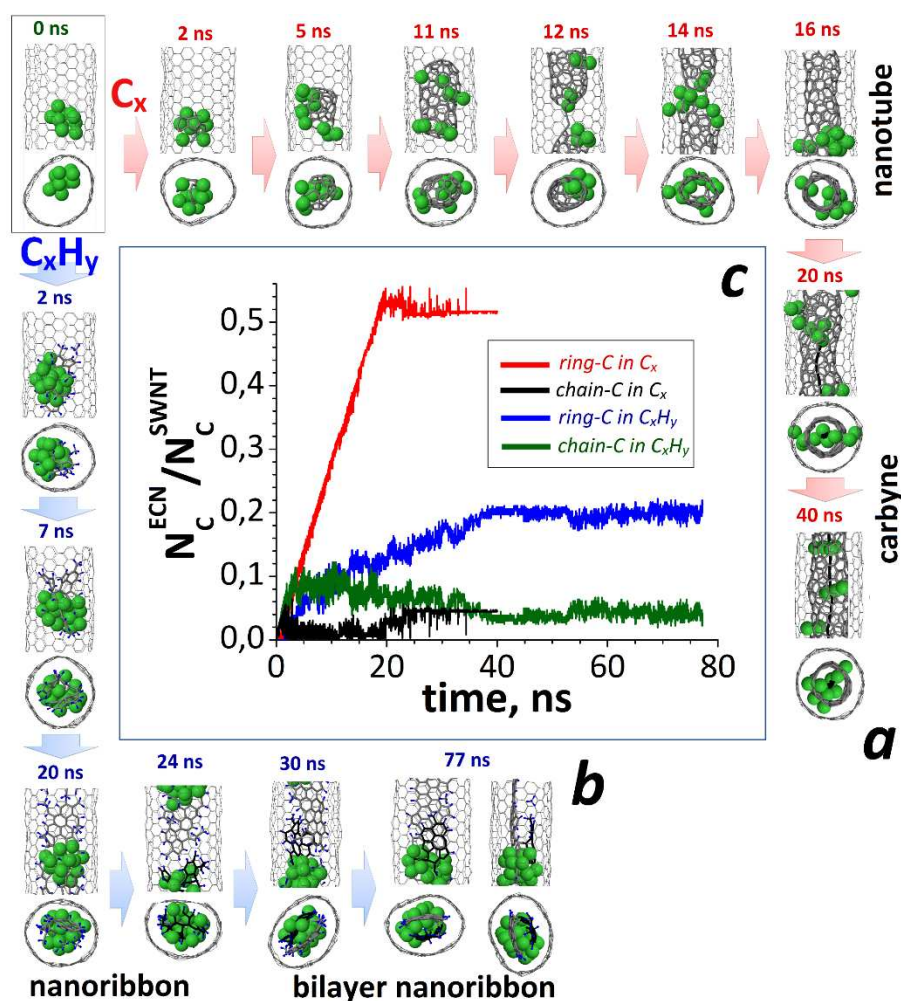 0 ns
2 ns
5 ns
11 ns
12 ns
14 ns
16 ns
Cₓ
nanotube
CₓHᵧ
2 ns
7 ns
20 ns
24 ns
30 ns
77 ns
nanoribbon
bilayer nanoribbon
b
20 ns
40 ns
carbyne
a
c
N_C^ECN/N_C^SWNT
0,5
0,4
0,3
0,2
0,1
0,0
0
20
40
60
80
time, ns
ring-C in Cₓ
chain-C in Cₓ
ring-C in CₓHᵧ
chain-C in CₓHᵧ